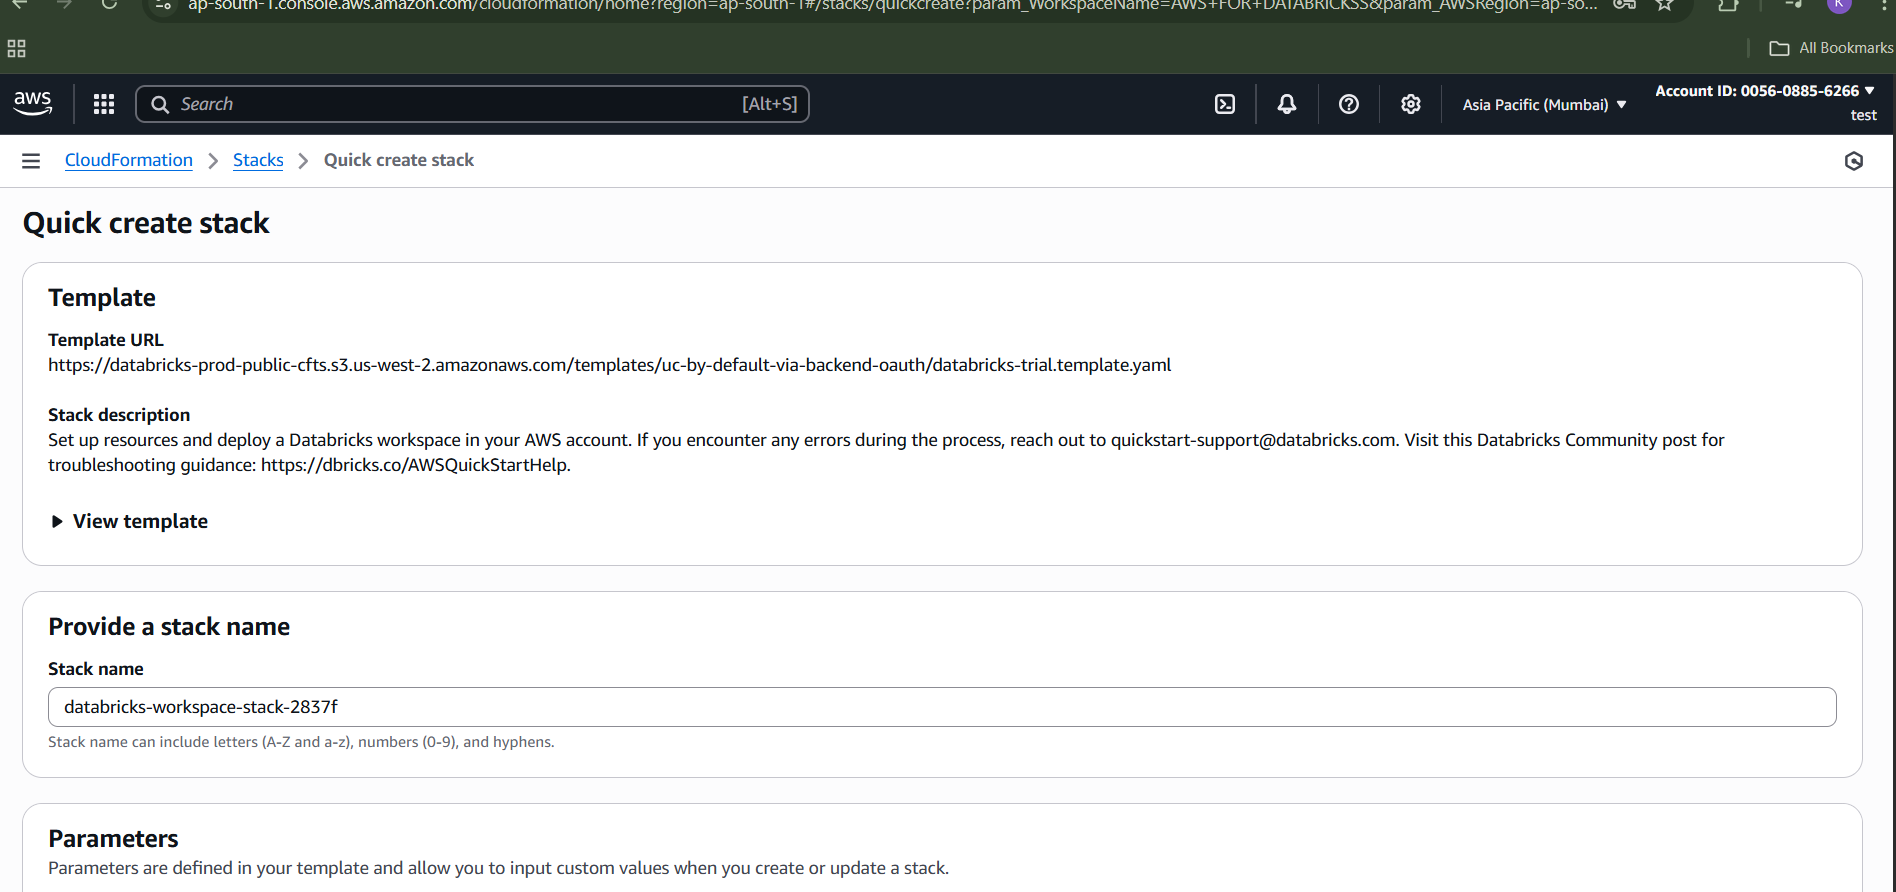 ap-south-1.console.aws.amazon.com/cloudformation/home?region=ap-south-1#/stacks/quickcreate?param_WorkspaceName=AWS+FOR+DATABRICKSS&param_AWSRegion=ap-so...
K
All Bookmarks
aws
Search
[Alt+S]
Asia Pacific (Mumbai)
Account ID: 0056-0885-6266
test
CloudFormation
Stacks
Quick create stack
Quick create stack
Template
Template URL
https://databricks-prod-public-cfts.s3.us-west-2.amazonaws.com/templates/uc-by-default-via-backend-oauth/databricks-trial.template.yaml
Stack description
Set up resources and deploy a Databricks workspace in your AWS account. If you encounter any errors during the process, reach out to quickstart-support@databricks.com. Visit this Databricks Community post for
troubleshooting guidance: https://dbricks.co/AWSQuickStartHelp.
View template
Provide a stack name
Stack name
databricks-workspace-stack-2837f
Stack name can include letters (A-Z and a-z), numbers (0-9), and hyphens.
Parameters
Parameters are defined in your template and allow you to input custom values when you create or update a stack.